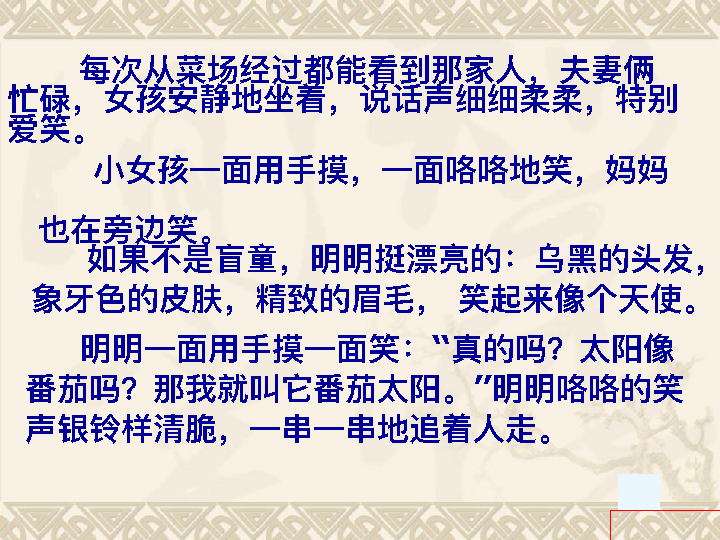 每次从菜场经过都能看到那家人，夫妻俩
忙碌，女孩安静地坐着，说话声细细柔柔，特别
爱笑。
小女孩一面用手摸，一面咯咯地笑，妈妈
也在旁边笑。
如果不是盲童，明明挺漂亮的：乌黑的头发，
象牙色的皮肤，精致的眉毛， 笑起来像个天使。
明明一面用手摸一面笑：“真的吗？太阳像
番茄吗？那我就叫它番茄太阳。”明明咯咯的笑
声银铃样清脆，一串一串地追着人走。